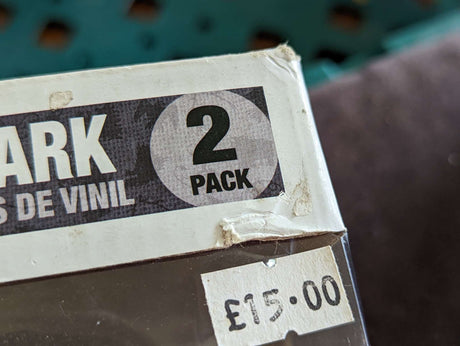 ARK
S DE VINIL
2
PACK
£15.00